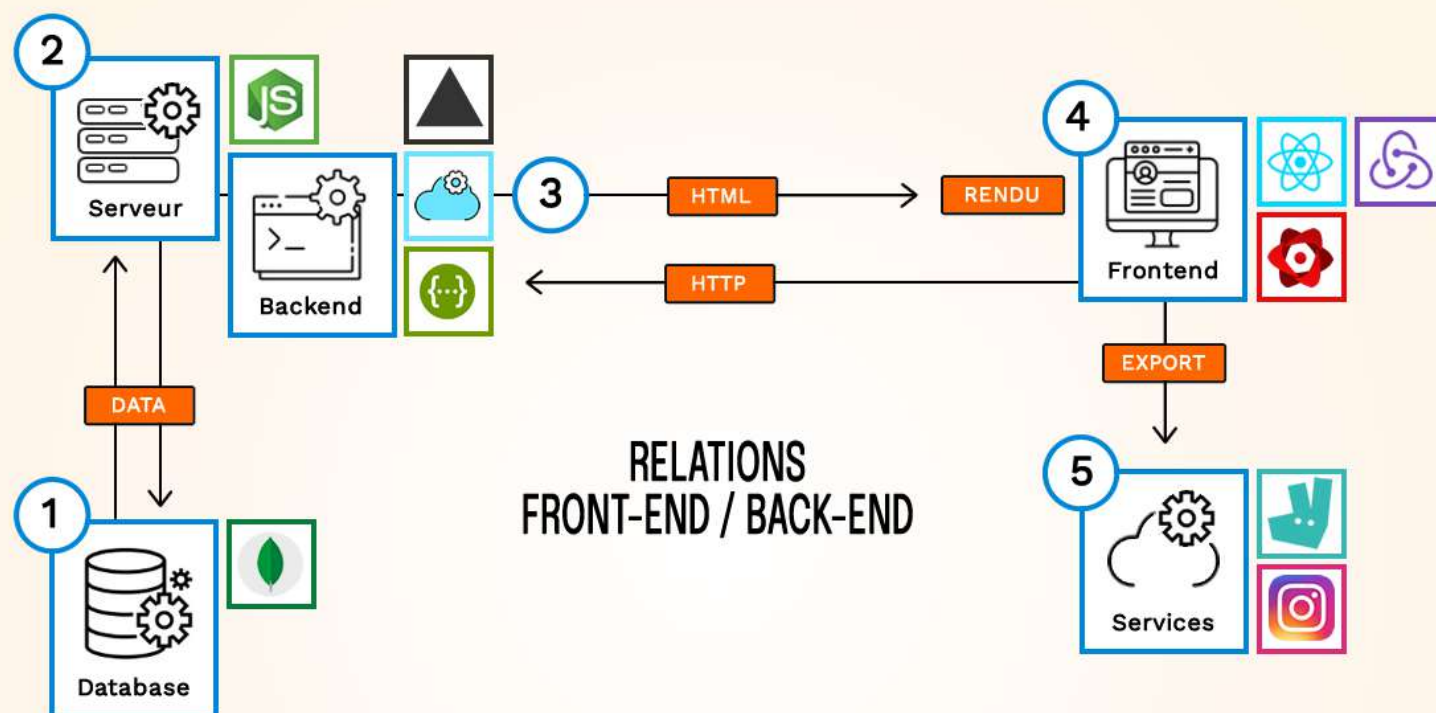 2
JS
Serveur
Backend
3
HTML
RENDU
HTTP
4
Frontend
EXPORT
DATA
RELATIONS
FRONT-END / BACK-END
1
Database
5
Services